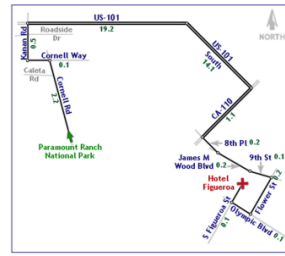 US-101
19.2
Roadside
Dr
NORTH
Kanan Rd
0.5
Cornell Way
0.1
Caleta
Rd
Cornell Rd
2.2
US-101
South
14.1
Paramount Ranch
National Park
CA-110
1.1
8th Pl 0.2
James M
Wood Blvd 0.2
9th St 0.1
Hotel
Figueroa
0.2
Flower St
S Figueroa St
0.1
Olympic Blvd 0.1